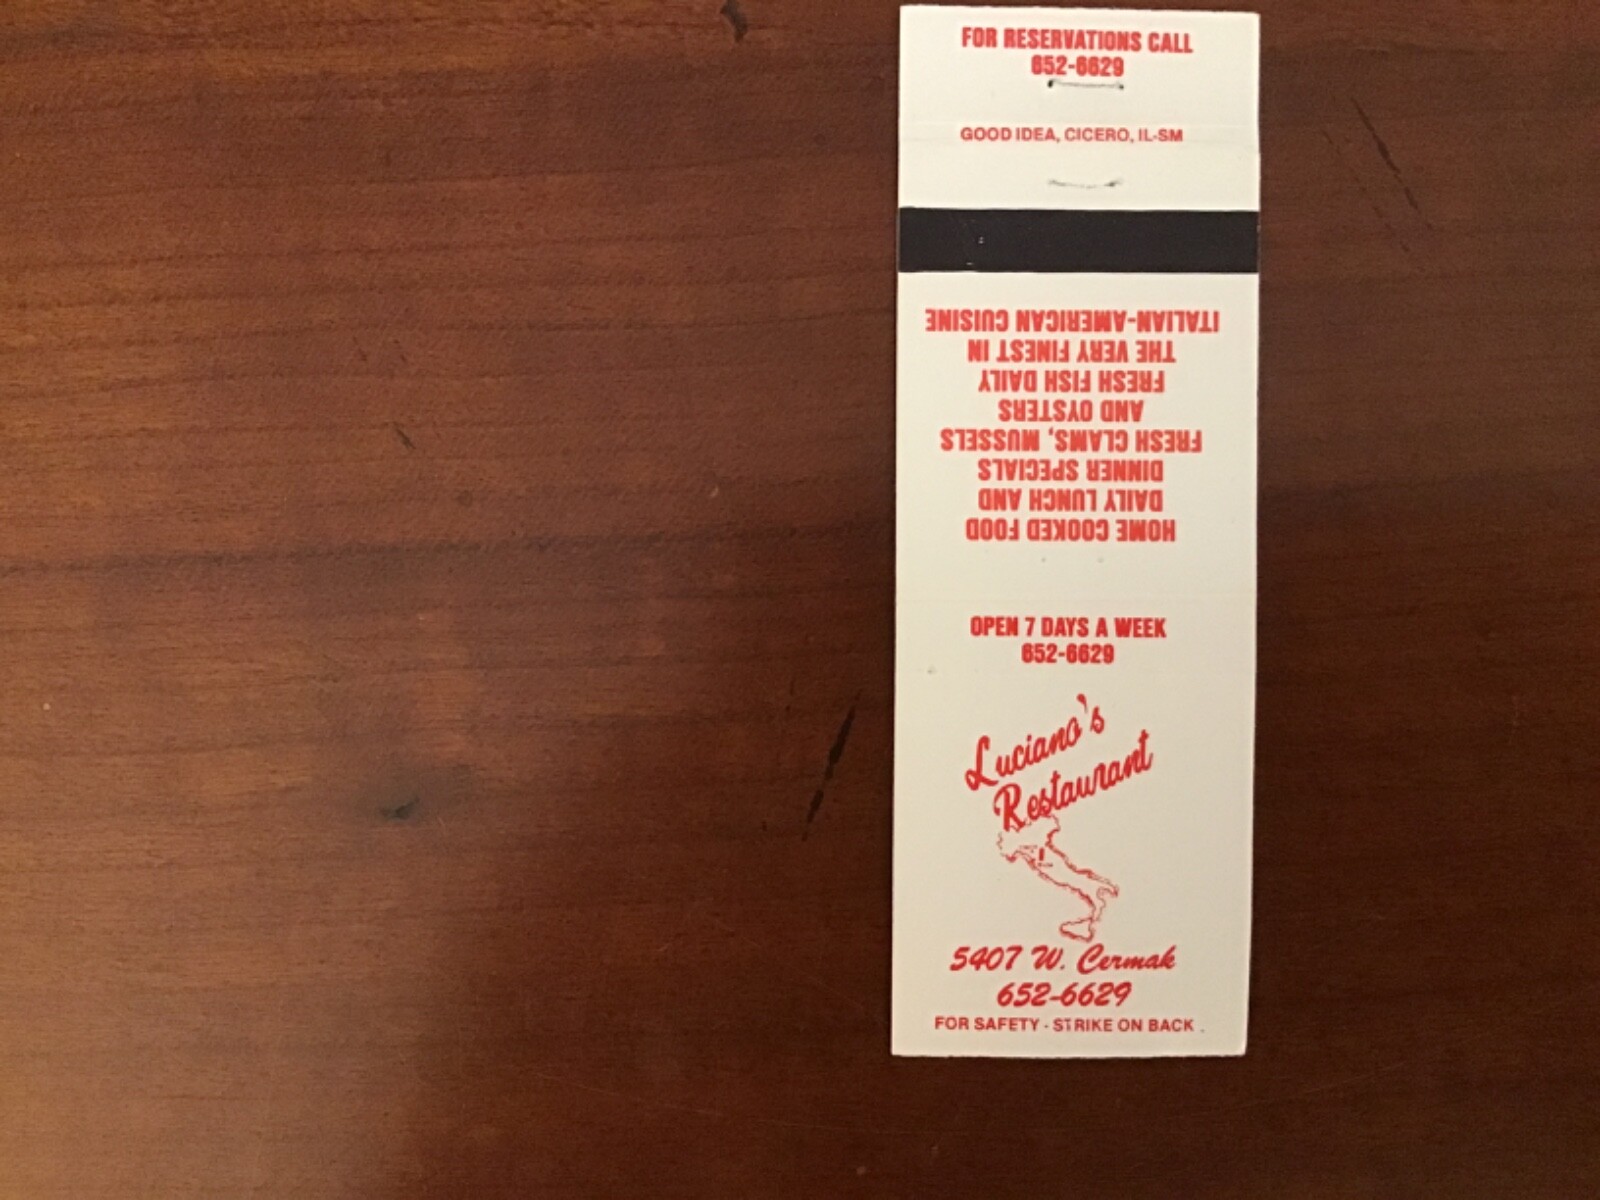 FOR RESERVATIONS CALL
652-6629
GOOD IDEA, CICERO, IL-SM
HOME COOKED FOOD
DAILY LUNCH AND
DINNER SPECIALS
FRESH CLAMS, MUSSELS
AND OYSTERS
FRESH FISH DAILY
THE VERY FINEST IN
ITALIAN-AMERICAN CUISINE
OPEN 7 DAYS A WEEK
652-6629
Luciano's
Restaurant
5407 W. Cermak
652-6629
FOR SAFETY - STRIKE ON BACK